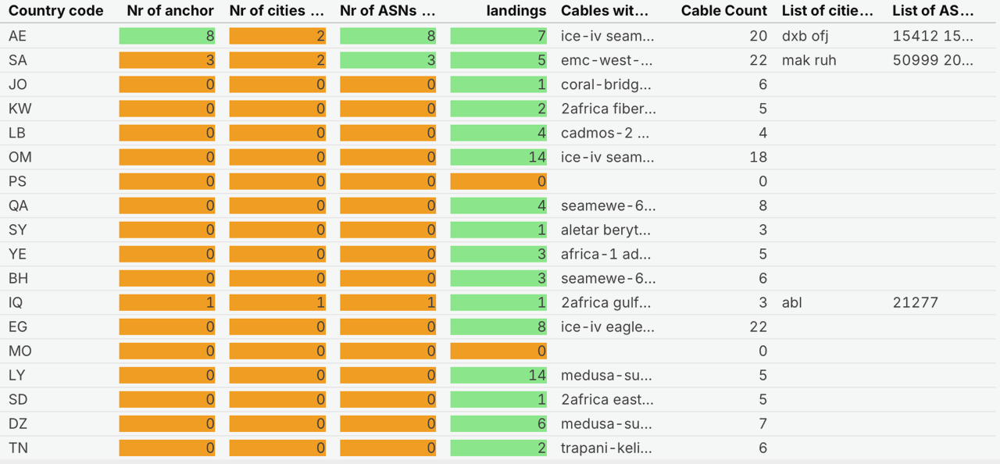 Country code Nr of anchor Nr of cities ... Nr of ASNs ... landings Cables wit... Cable Count List of citie... List of AS...
AE 8 2 8 7 ice-iv seam... 20 dxb ofj 15412 15...
SA 3 2 3 5 emc-west-... 22 mak ruh 50999 20...
JO 0 0 0 1 coral-bridg... 6
KW 0 0 0 2 2africa fiber... 5
LB 0 0 0 4 cadmos-2 ... 4
OM 0 0 0 14 ice-iv seam... 18
PS 0 0 0 0 0
QA 0 0 0 4 seamewe-6... 8
SY 0 0 0 1 aletar beryt... 3
YE 0 0 0 3 africa-1 ad... 5
BH 0 0 0 3 seamewe-6... 6
IQ 1 1 1 1 2africa gulf... 3 abl 21277
EG 0 0 0 8 ice-iv eagle... 22
MO 0 0 0 0 0
LY 0 0 0 14 medusa-su... 5
SD 0 0 0 1 2africa east... 5
DZ 0 0 0 6 medusa-su... 7
TN 0 0 0 2 trapani-keli... 6